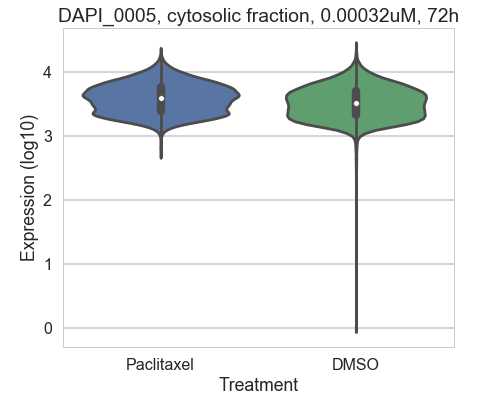 DAPI_0005, cytosolic fraction, 0.00032uM, 72h
Expression (log10)
4
3
2
1
0
Paclitaxel
DMSO
Treatment